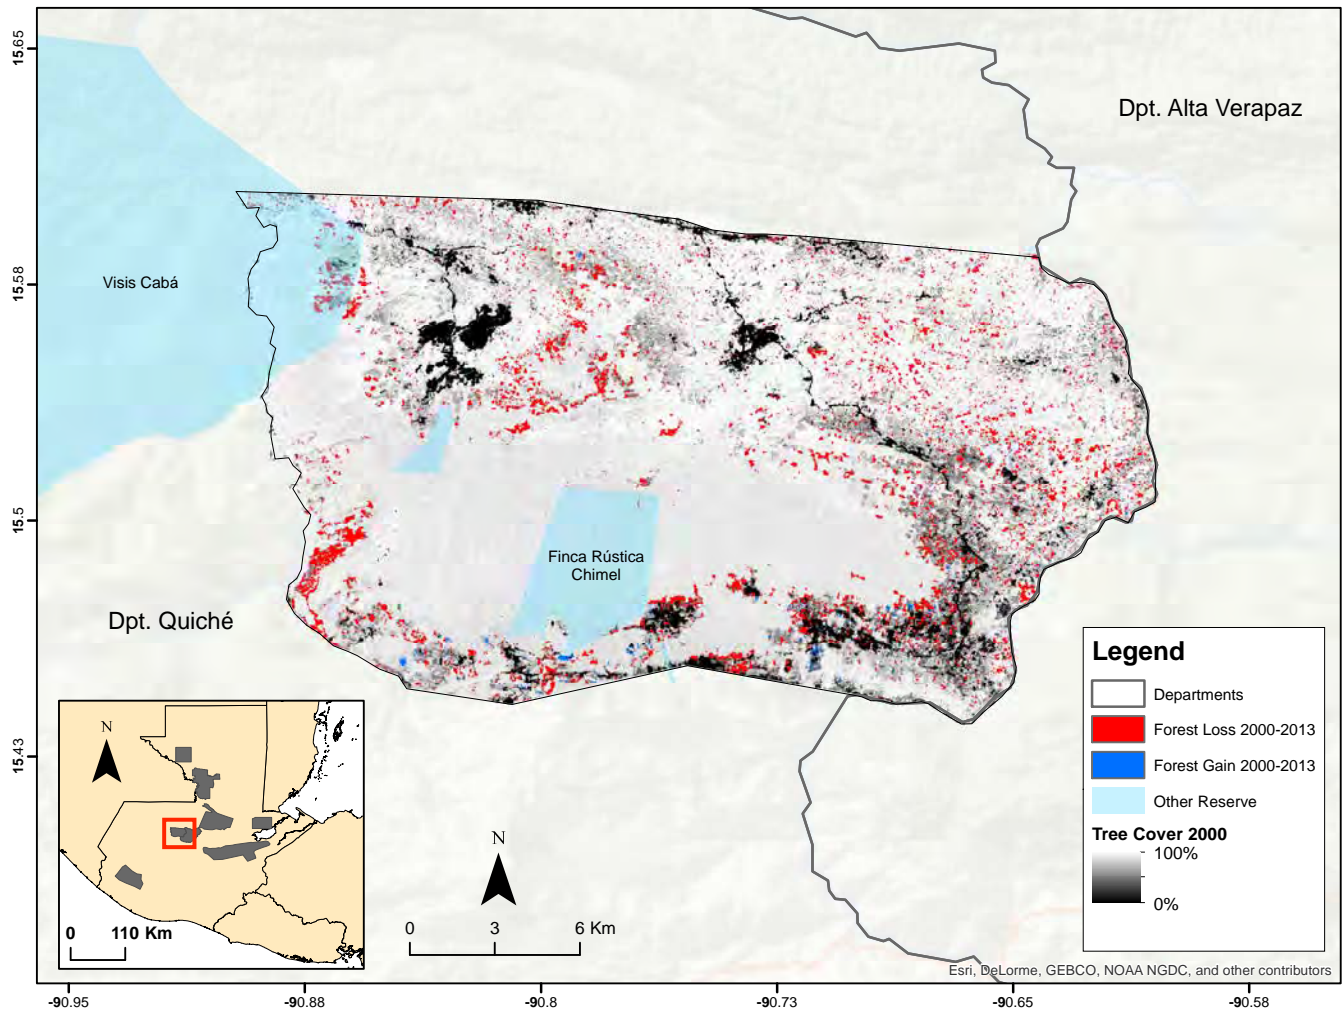 15.65
15.58
15.5
15.43
Dpt. Alta Verapaz
Visis Cabá
Finca Rústica
Chimel
Dpt. Quiché
N
0 110 Km
N
0 3 6 Km
Legend
Departments
Forest Loss 2000-2013
Forest Gain 2000-2013
Other Reserve
Tree Cover 2000
100%
0%
Esri, DeLorme, GEBCO, NOAA NGDC, and other contributors
-90.95 -90.88 -90.8 -90.73 -90.65 -90.58